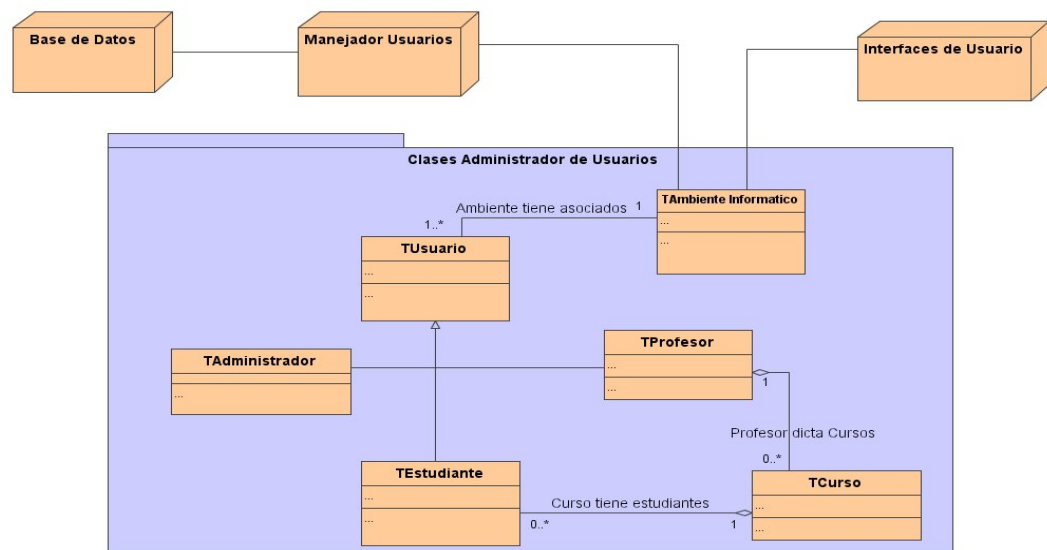 Base de Datos
Manejador Usuarios
Interfaces de Usuario
Clases Administrador de Usuarios
TAmbiente Informatico
...
...
Ambiente tiene asociados
1
1..*
TUsuario
...
...
TAdministrador
...
TProfesor
...
...
1
Profesor dicta Cursos
0..*
TEstudiante
...
...
Curso tiene estudiantes
0..*
1
TCurso
...
...